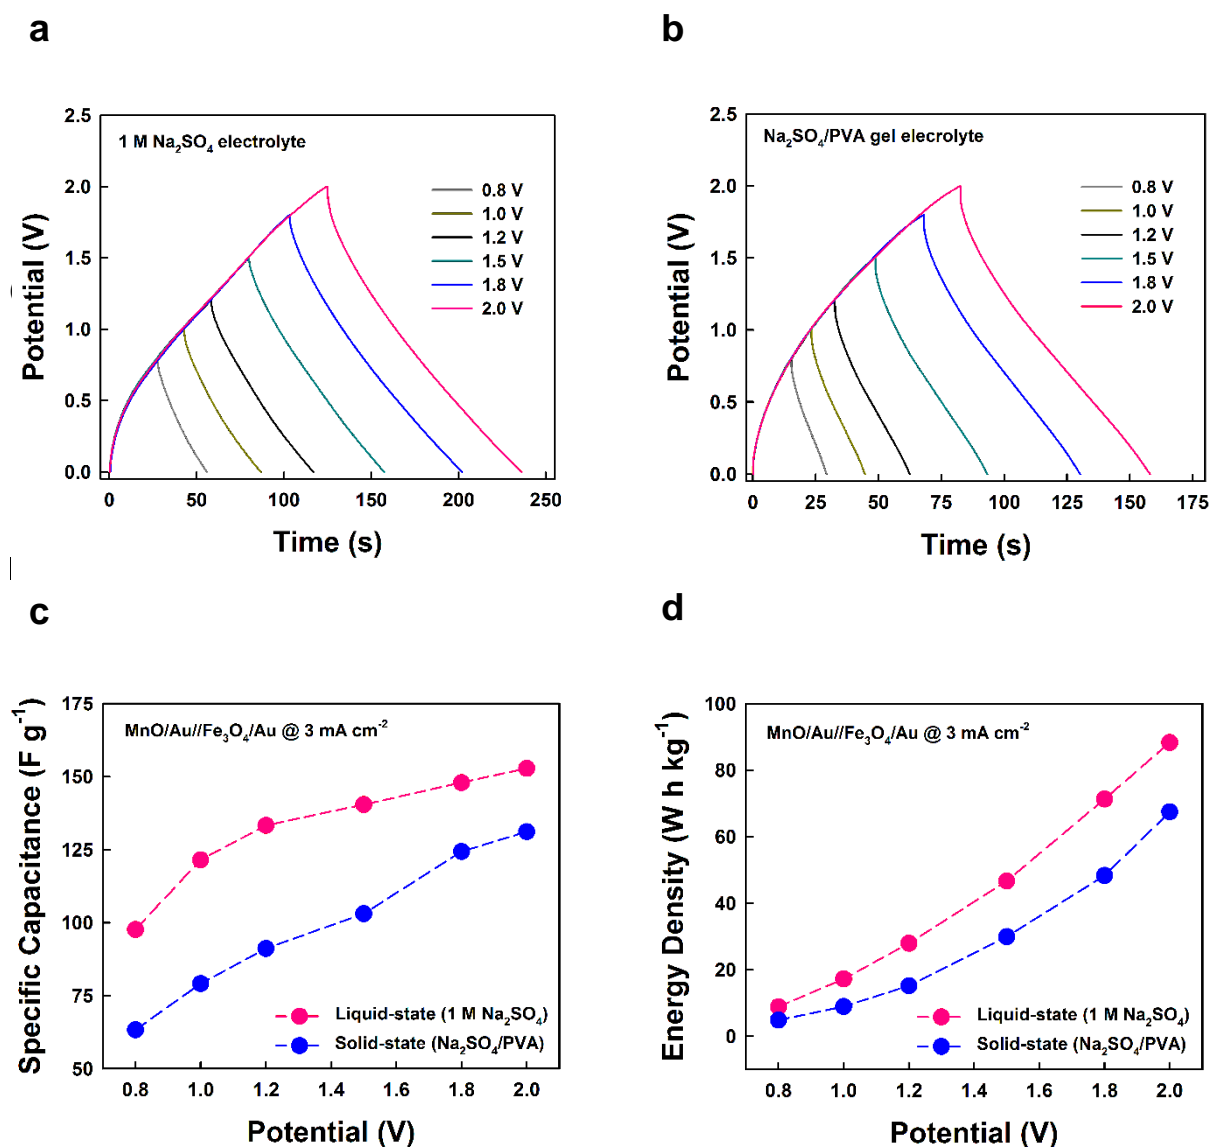 a
b
2.5
2.0
1.5
1.0
0.5
0.0
Potential (V)
1 M Na₂SO₄ electrolyte
0.8 V
1.0 V
1.2 V
1.5 V
1.8 V
2.0 V
0 50 100 150 200 250
Time (s)
2.5
2.0
1.5
1.0
0.5
0.0
Potential (V)
Na₂SO₄/PVA gel elecrolyte
0.8 V
1.0 V
1.2 V
1.5 V
1.8 V
2.0 V
0 25 50 75 100 125 150 175
Time (s)
c
d
175
150
125
100
75
50
Specific Capacitance (F g⁻¹)
MnO/Au//Fe₃O₄/Au @ 3 mA cm⁻²
Liquid-state (1 M Na₂SO₄)
Solid-state (Na₂SO₄/PVA)
0.8 1.0 1.2 1.4 1.6 1.8 2.0
Potential (V)
100
80
60
40
20
0
Energy Density (W h kg⁻¹)
MnO/Au//Fe₃O₄/Au @ 3 mA cm⁻²
Liquid-state (1 M Na₂SO₄)
Solid-state (Na₂SO₄/PVA)
0.8 1.0 1.2 1.4 1.6 1.8 2.0
Potential (V)